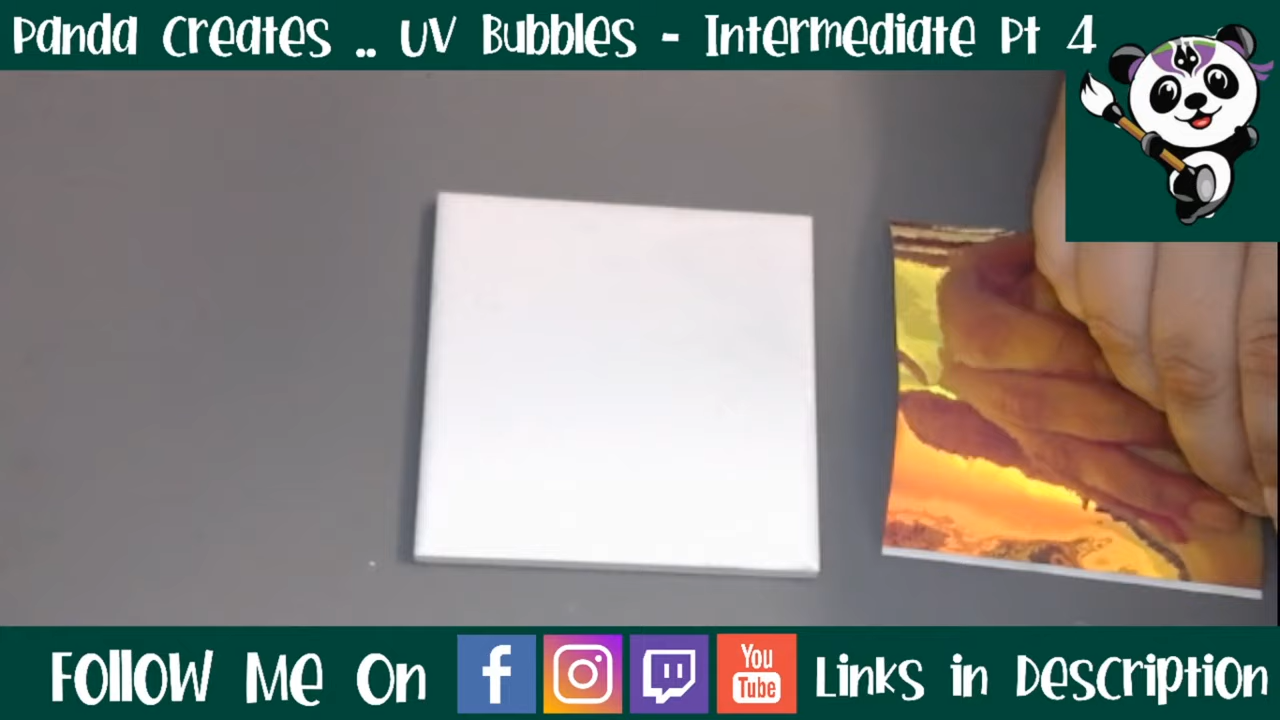 Panda Creates .. UV Bubbles - Intermediate Pt 4
Follow Me On
f
You
Tube
Links in Description